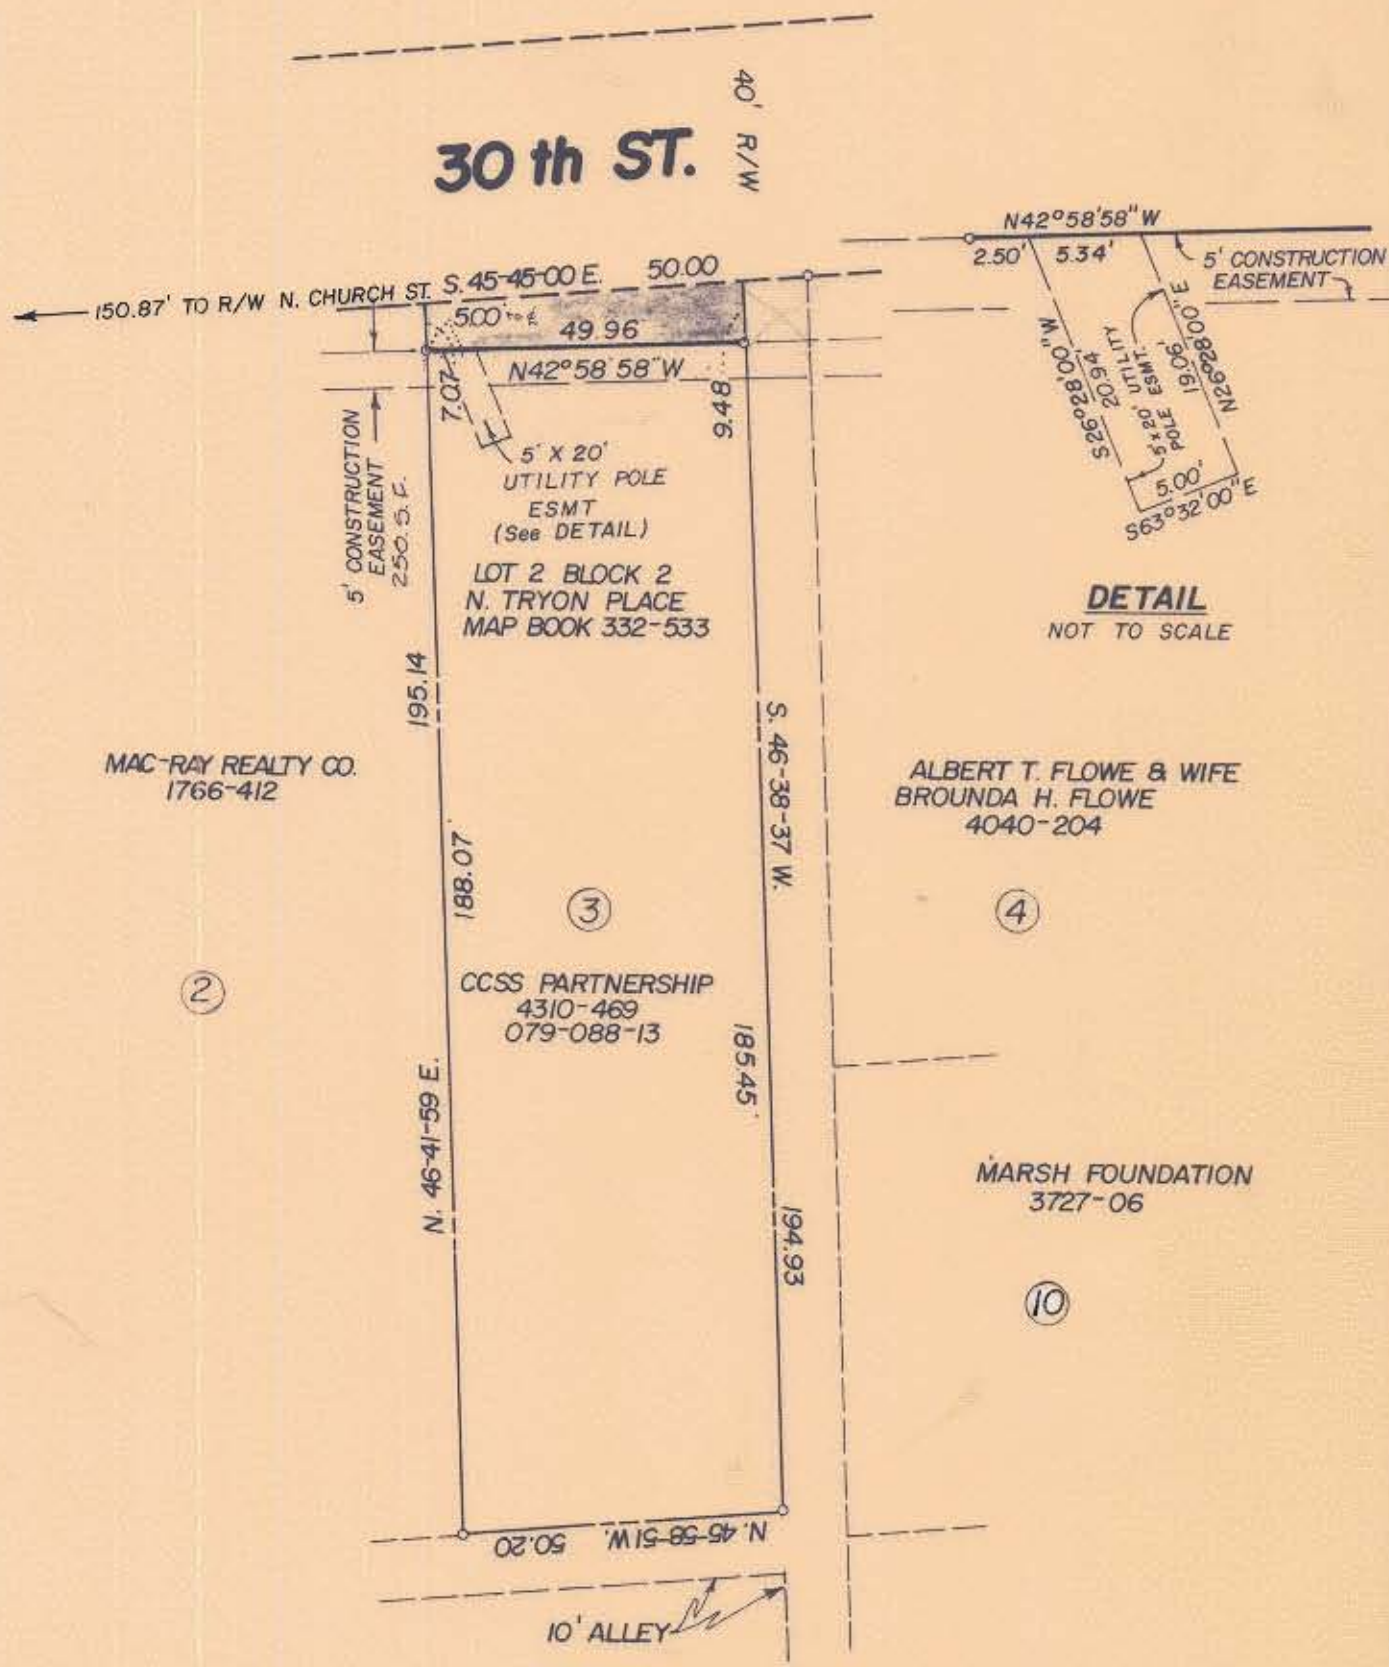 30 th ST.
40' R/W
150.87' TO R/W N. CHURCH ST.
S. 45-45-00 E. 50.00
5.00
49.96
N42°58'58"W
7.07
9.48
5' CONSTRUCTION
EASEMENT
250. S.F.
5' X 20'
UTILITY POLE
ESMT
(See DETAIL)
LOT 2 BLOCK 2
N. TRYON PLACE
MAP BOOK 332-533
N42°58'58"W
2.50' 5.34'
5' CONSTRUCTION
EASEMENT
S26°28'00"W
20.94'
5'x20' UTILITY
POLE ESMT
19.06'
N26°28'00"E
5.00'
S63°32'00"E
DETAIL
NOT TO SCALE
195.14
188.07'
N. 46-41-59 E.
S. 46-38-37 W.
185.45'
194.93
MAC-RAY REALTY CO.
1766-412
2
3
CCSS PARTNERSHIP
4310-469
079-088-13
ALBERT T. FLOWE & WIFE
BROUNDA H. FLOWE
4040-204
4
MARSH FOUNDATION
3727-06
10
N. 45-58-51 W. 50.20
10' ALLEY